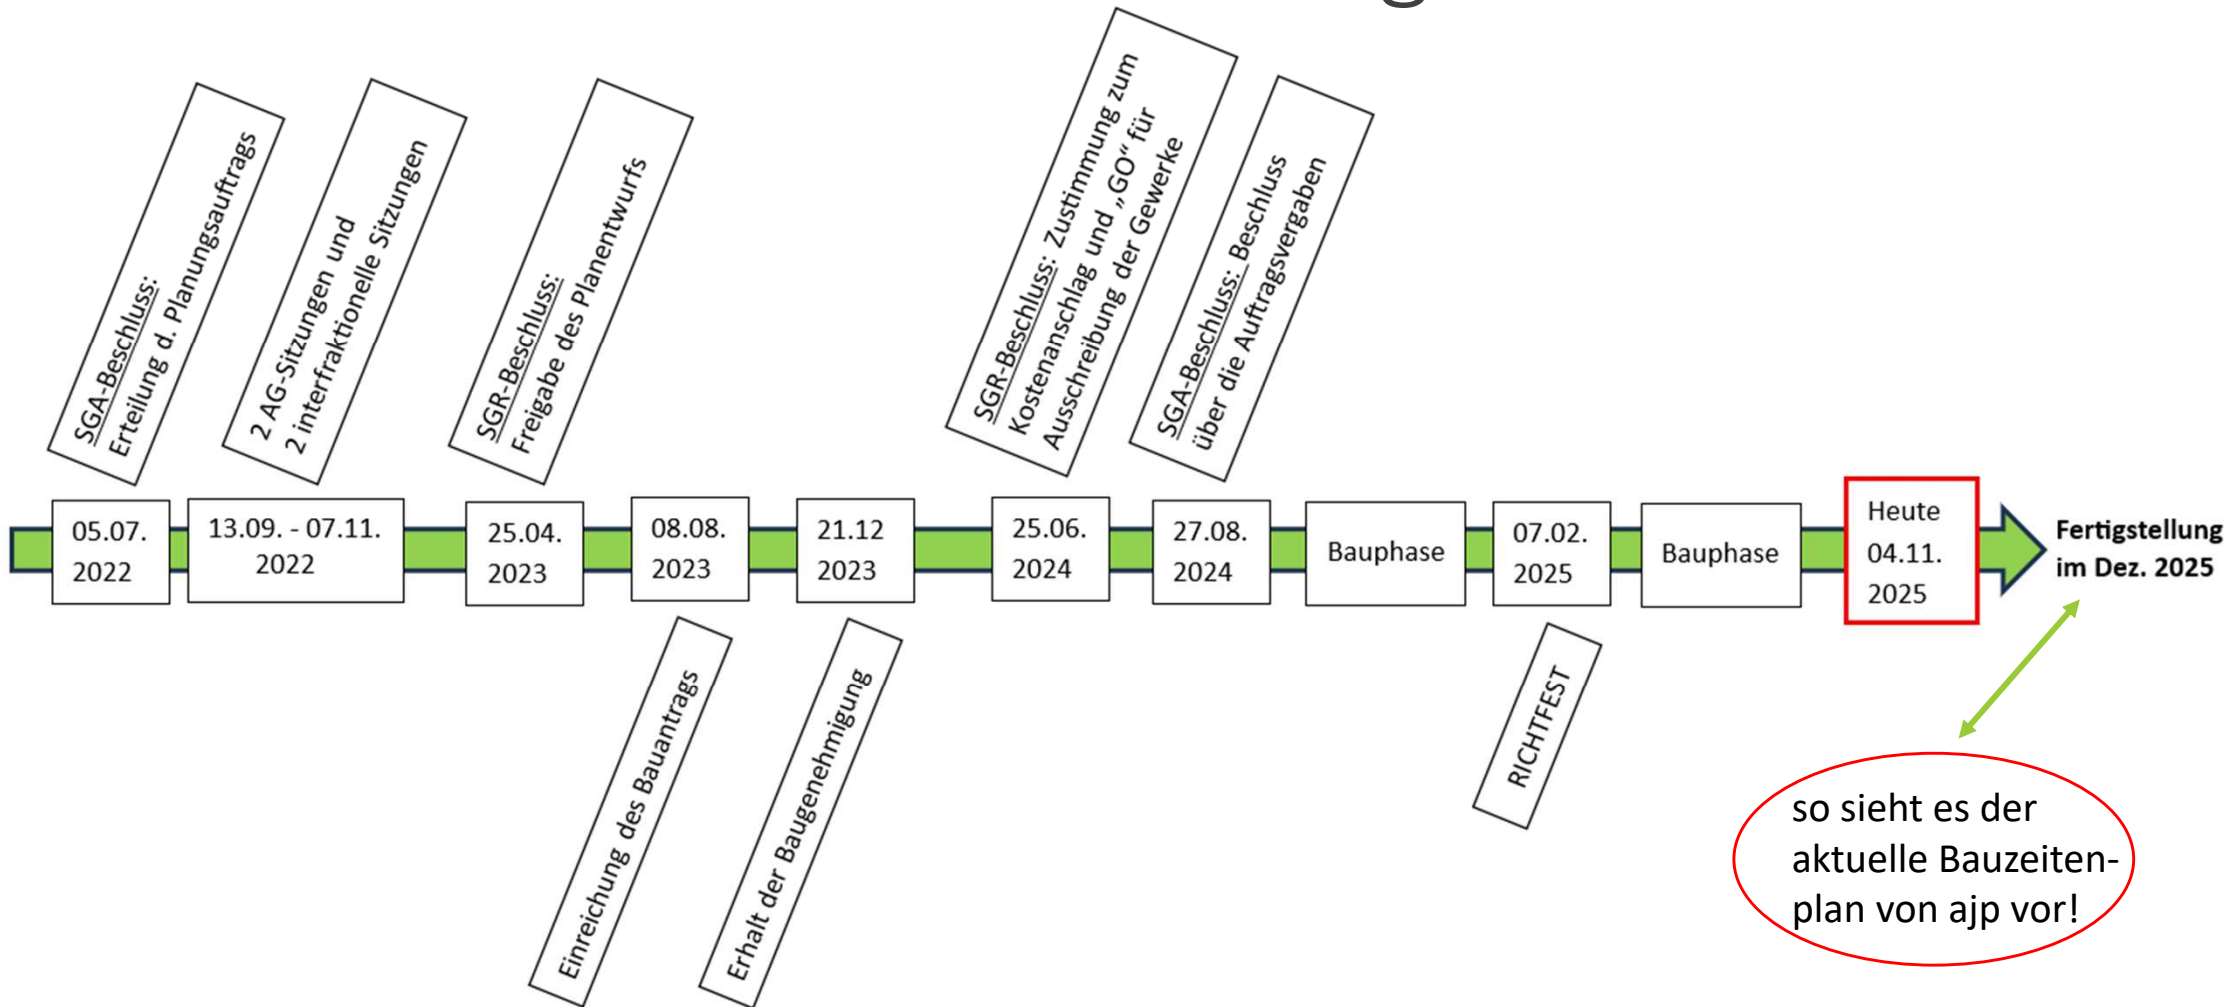 SGA-Beschluss:
Erteilung d. Planungsauftrags
2 AG-Sitzungen und
2 interfraktionelle Sitzungen
SGR-Beschluss:
Freigabe des Planentwurfs
SGR-Beschluss: Zustimmung zum
Kostenanschlag und „GO“ für
Ausschreibung der Gewerke
SGA-Beschluss: Beschluss
über die Auftragsvergaben
05.07.
2022
13.09. - 07.11.
2022
25.04.
2023
08.08.
2023
21.12
2023
25.06.
2024
27.08.
2024
Bauphase
07.02.
2025
Bauphase
Heute
04.11.
2025
Fertigstellung
im Dez. 2025
Einreichung des Bauantrags
Erhalt der Baugenehmigung
RICHTFEST
so sieht es der
aktuelle Bauzeiten-
plan von ajp vor!